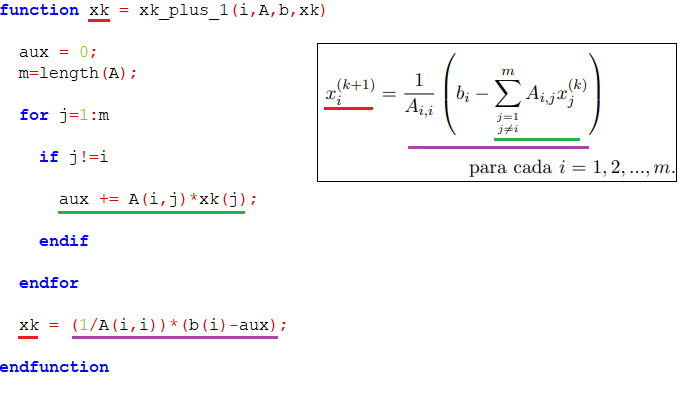 function xk = xk_plus_1(i,A,b,xk)
aux = 0;
m=length(A);
for j=1:m
if j!=i
aux += A(i,j)*xk(j);
endif
endfor
xk = (1/A(i,i))*(b(i)-aux);
endfunction
x_i^{(k+1)} = \frac{1}{A_{i,i}} \left( b_i - \sum_{\substack{j=1 \\ j \neq i}}^{m} A_{i,j} x_j^{(k)} \right)
para cada i = 1, 2, ..., m.